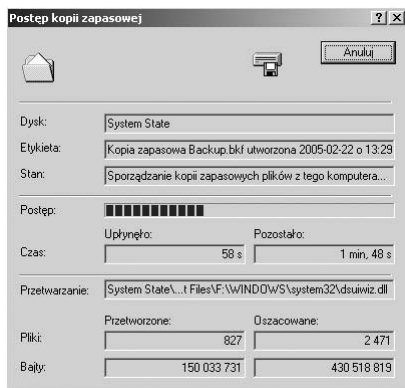 Postęp kopii zapasowej
Anuluj
Dysk: System State
Etykieta: Kopia zapasowa Backup.bkf utworzona 2005-02-22 o 13:29
Stan: Sporządzanie kopii zapasowych plików z tego komputera...
Postęp:
Upłynęło: Pozostało:
Czas: 58 s 1 min, 48 s
Przetwarzanie: System State\...t Files\F:\WINDOWS\system32\dsuiwiz.dll
Przetworzone: Oszacowane:
Pliki: 827 2 471
Bajty: 150 033 731 430 518 819